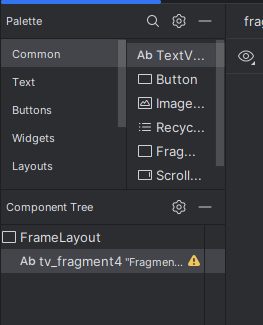 Palette
Common
Text
Buttons
Widgets
Layouts
Ab TextV...
Button
Image...
Recyc...
Frag...
Scroll...
Component Tree
FrameLayout
Ab tv_fragment4 "Fragmen...
frag